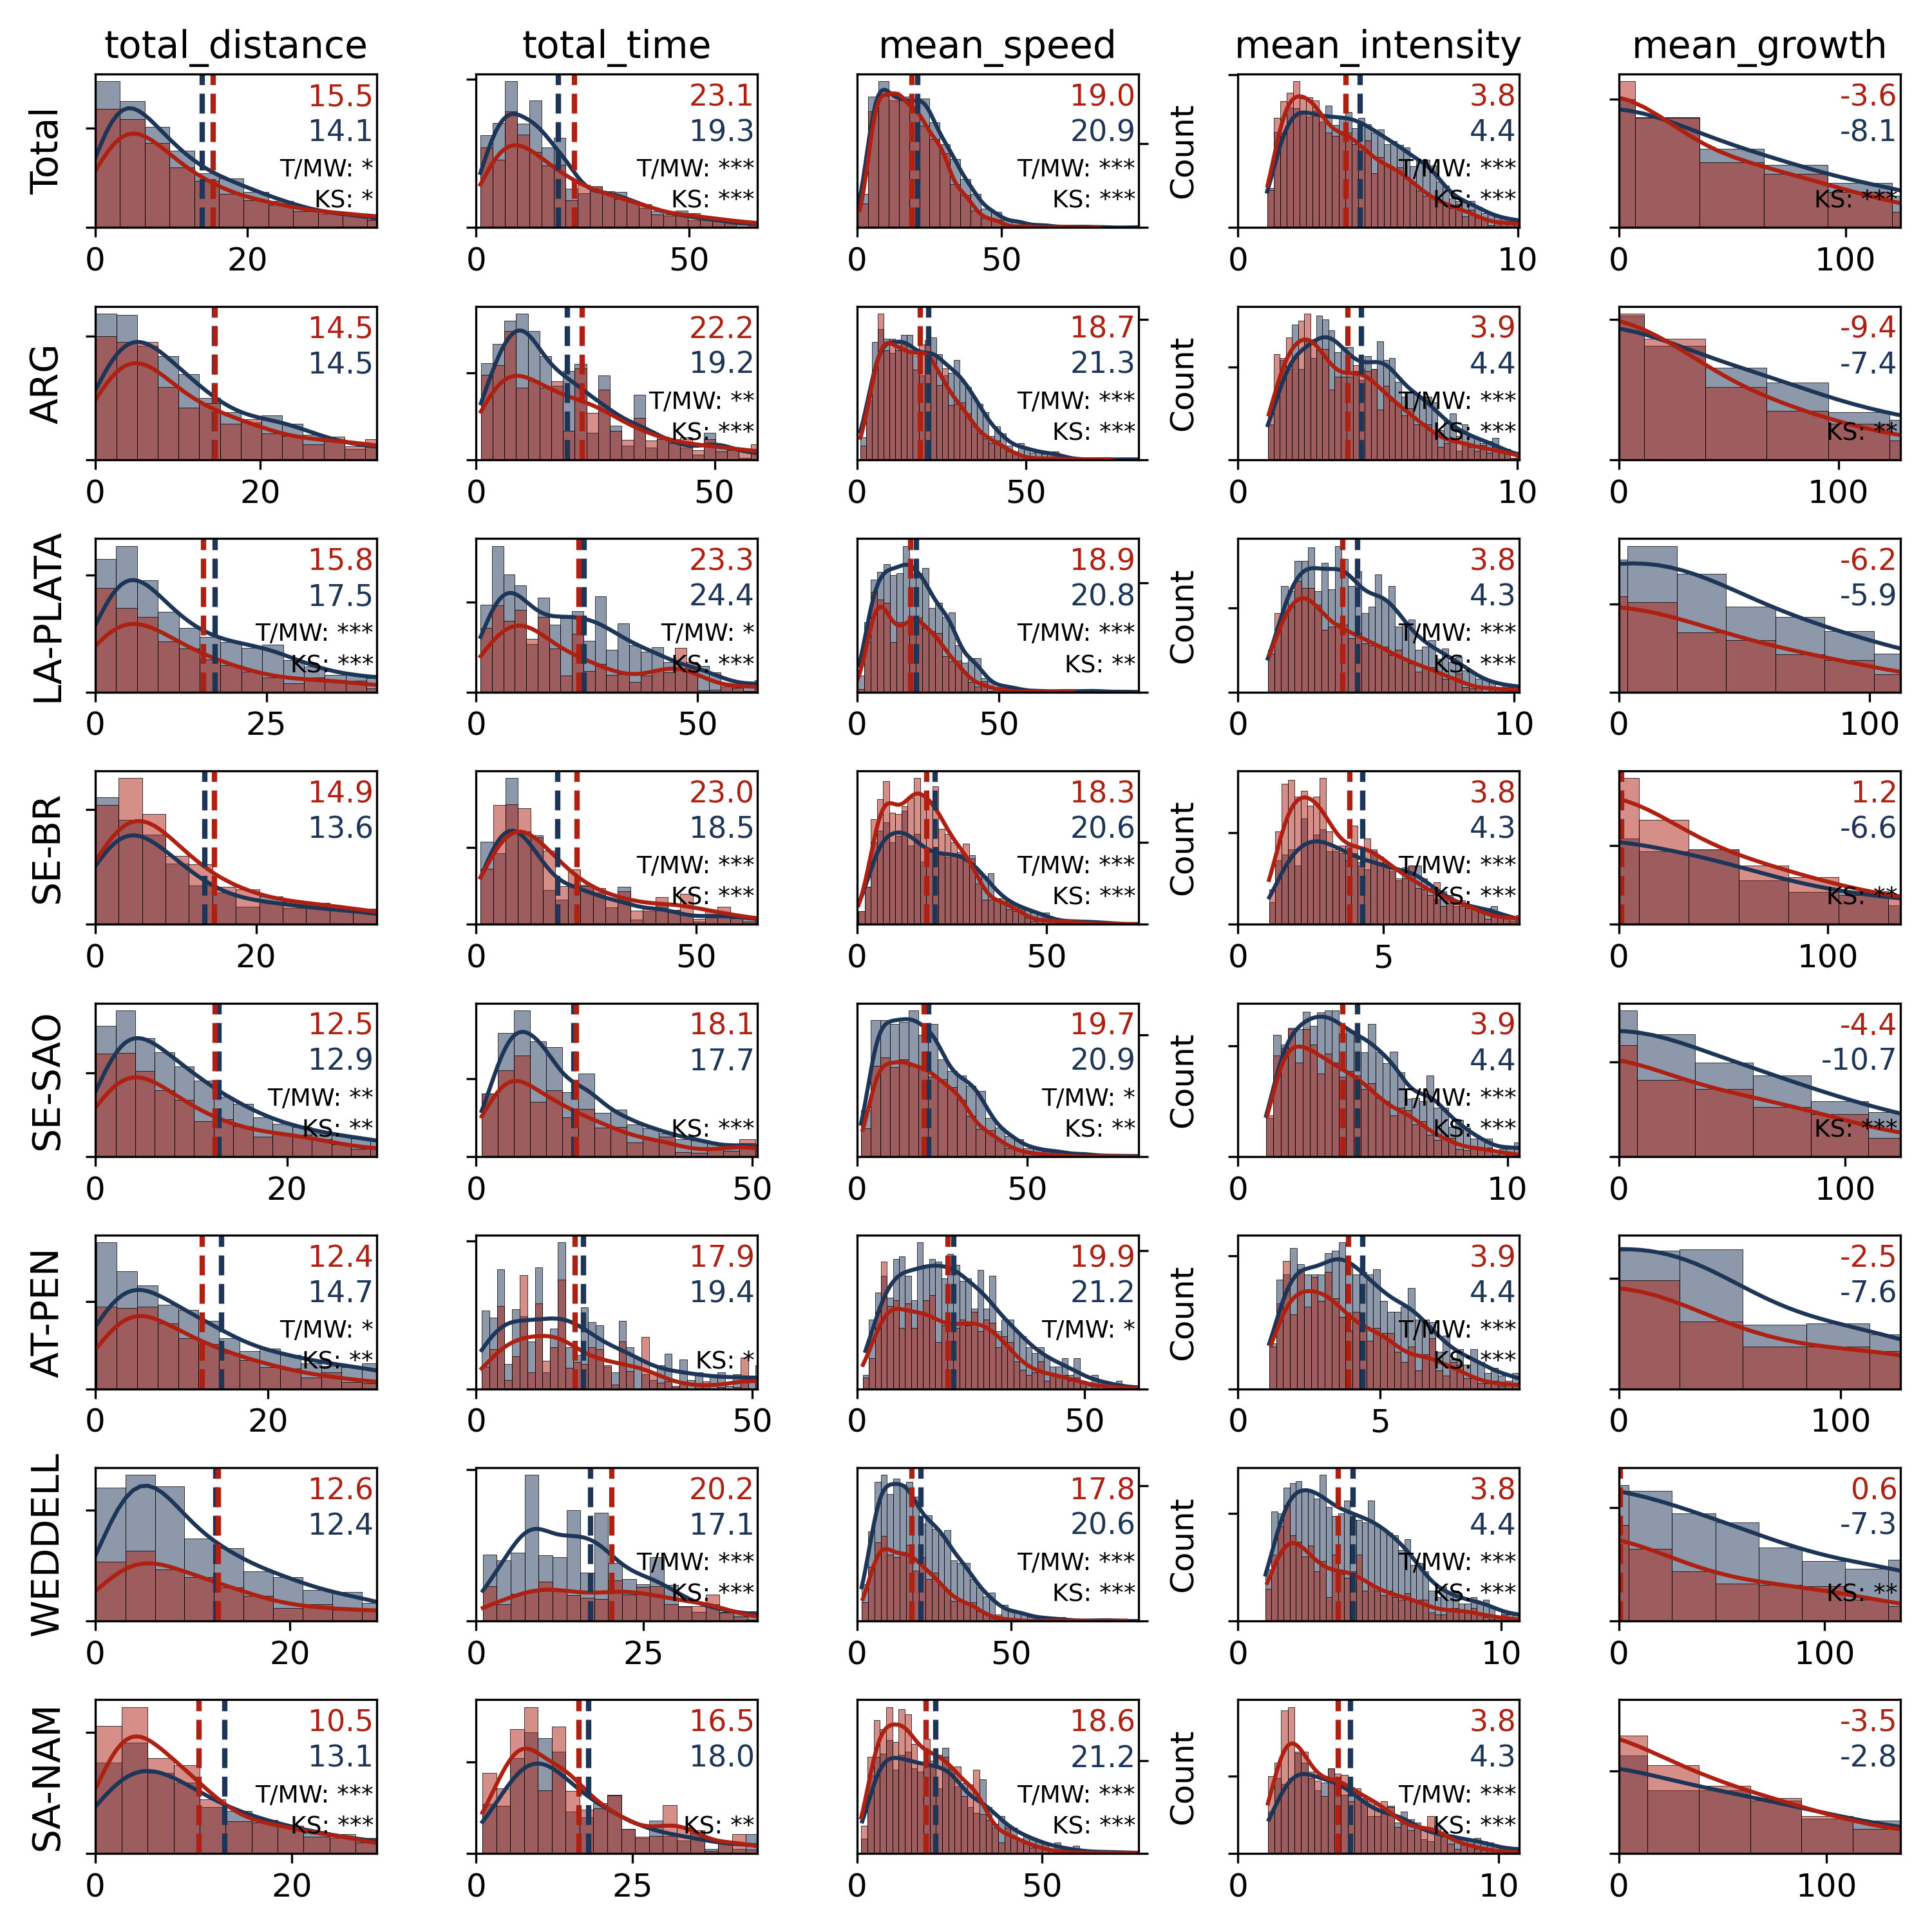 total_distance total_time mean_speed mean_intensity mean_growth
Total
15.5
14.1
T/MW: *
KS: *
0 20
23.1
19.3
T/MW: ***
KS: ***
0 50
19.0
20.9
T/MW: ***
KS: ***
0 50
Count
3.8
4.4
T/MW: ***
KS: ***
0 10
-3.6
-8.1
KS: ***
0 100
ARG
14.5
14.5
0 20
22.2
19.2
T/MW: **
KS: ***
0 50
18.7
21.3
T/MW: ***
KS: ***
0 50
Count
3.9
4.4
T/MW: ***
KS: ***
0 10
-9.4
-7.4
KS: **
0 100
LA-PLATA
15.8
17.5
T/MW: ***
KS: ***
0 25
23.3
24.4
T/MW: *
KS: ***
0 50
18.9
20.8
T/MW: ***
KS: **
0 50
Count
3.8
4.3
T/MW: ***
KS: ***
0 10
-6.2
-5.9
0 100
SE-BR
14.9
13.6
0 20
23.0
18.5
T/MW: ***
KS: ***
0 50
18.3
20.6
T/MW: ***
KS: ***
0 50
Count
3.8
4.3
T/MW: ***
KS: ***
0 5
1.2
-6.6
KS: **
0 100
SE-SAO
12.5
12.9
T/MW: **
KS: ***
0 20
18.1
17.7
KS: ***
0 50
19.7
20.9
T/MW: *
KS: **
0 50
Count
3.9
4.4
T/MW: ***
KS: ***
0 10
-4.4
-10.7
KS: ***
0 100
AT-PEN
12.4
14.7
T/MW: *
KS: **
0 20
17.9
19.4
KS: *
0 50
19.9
21.2
T/MW: *
0 50
Count
3.9
4.4
T/MW: ***
KS: ***
0 5
-2.5
-7.6
0 100
WEDDELL
12.6
12.4
0 20
20.2
17.1
T/MW: ***
KS: ***
0 25
17.8
20.6
T/MW: ***
KS: ***
0 50
Count
3.8
4.4
T/MW: ***
KS: ***
0 10
0.6
-7.3
KS: **
0 100
SA-NAM
10.5
13.1
T/MW: ***
KS: ***
0 20
16.5
18.0
KS: **
0 25
18.6
21.2
T/MW: ***
KS: ***
0 50
Count
3.8
4.3
T/MW: ***
KS: ***
0 10
-3.5
-2.8
0 100